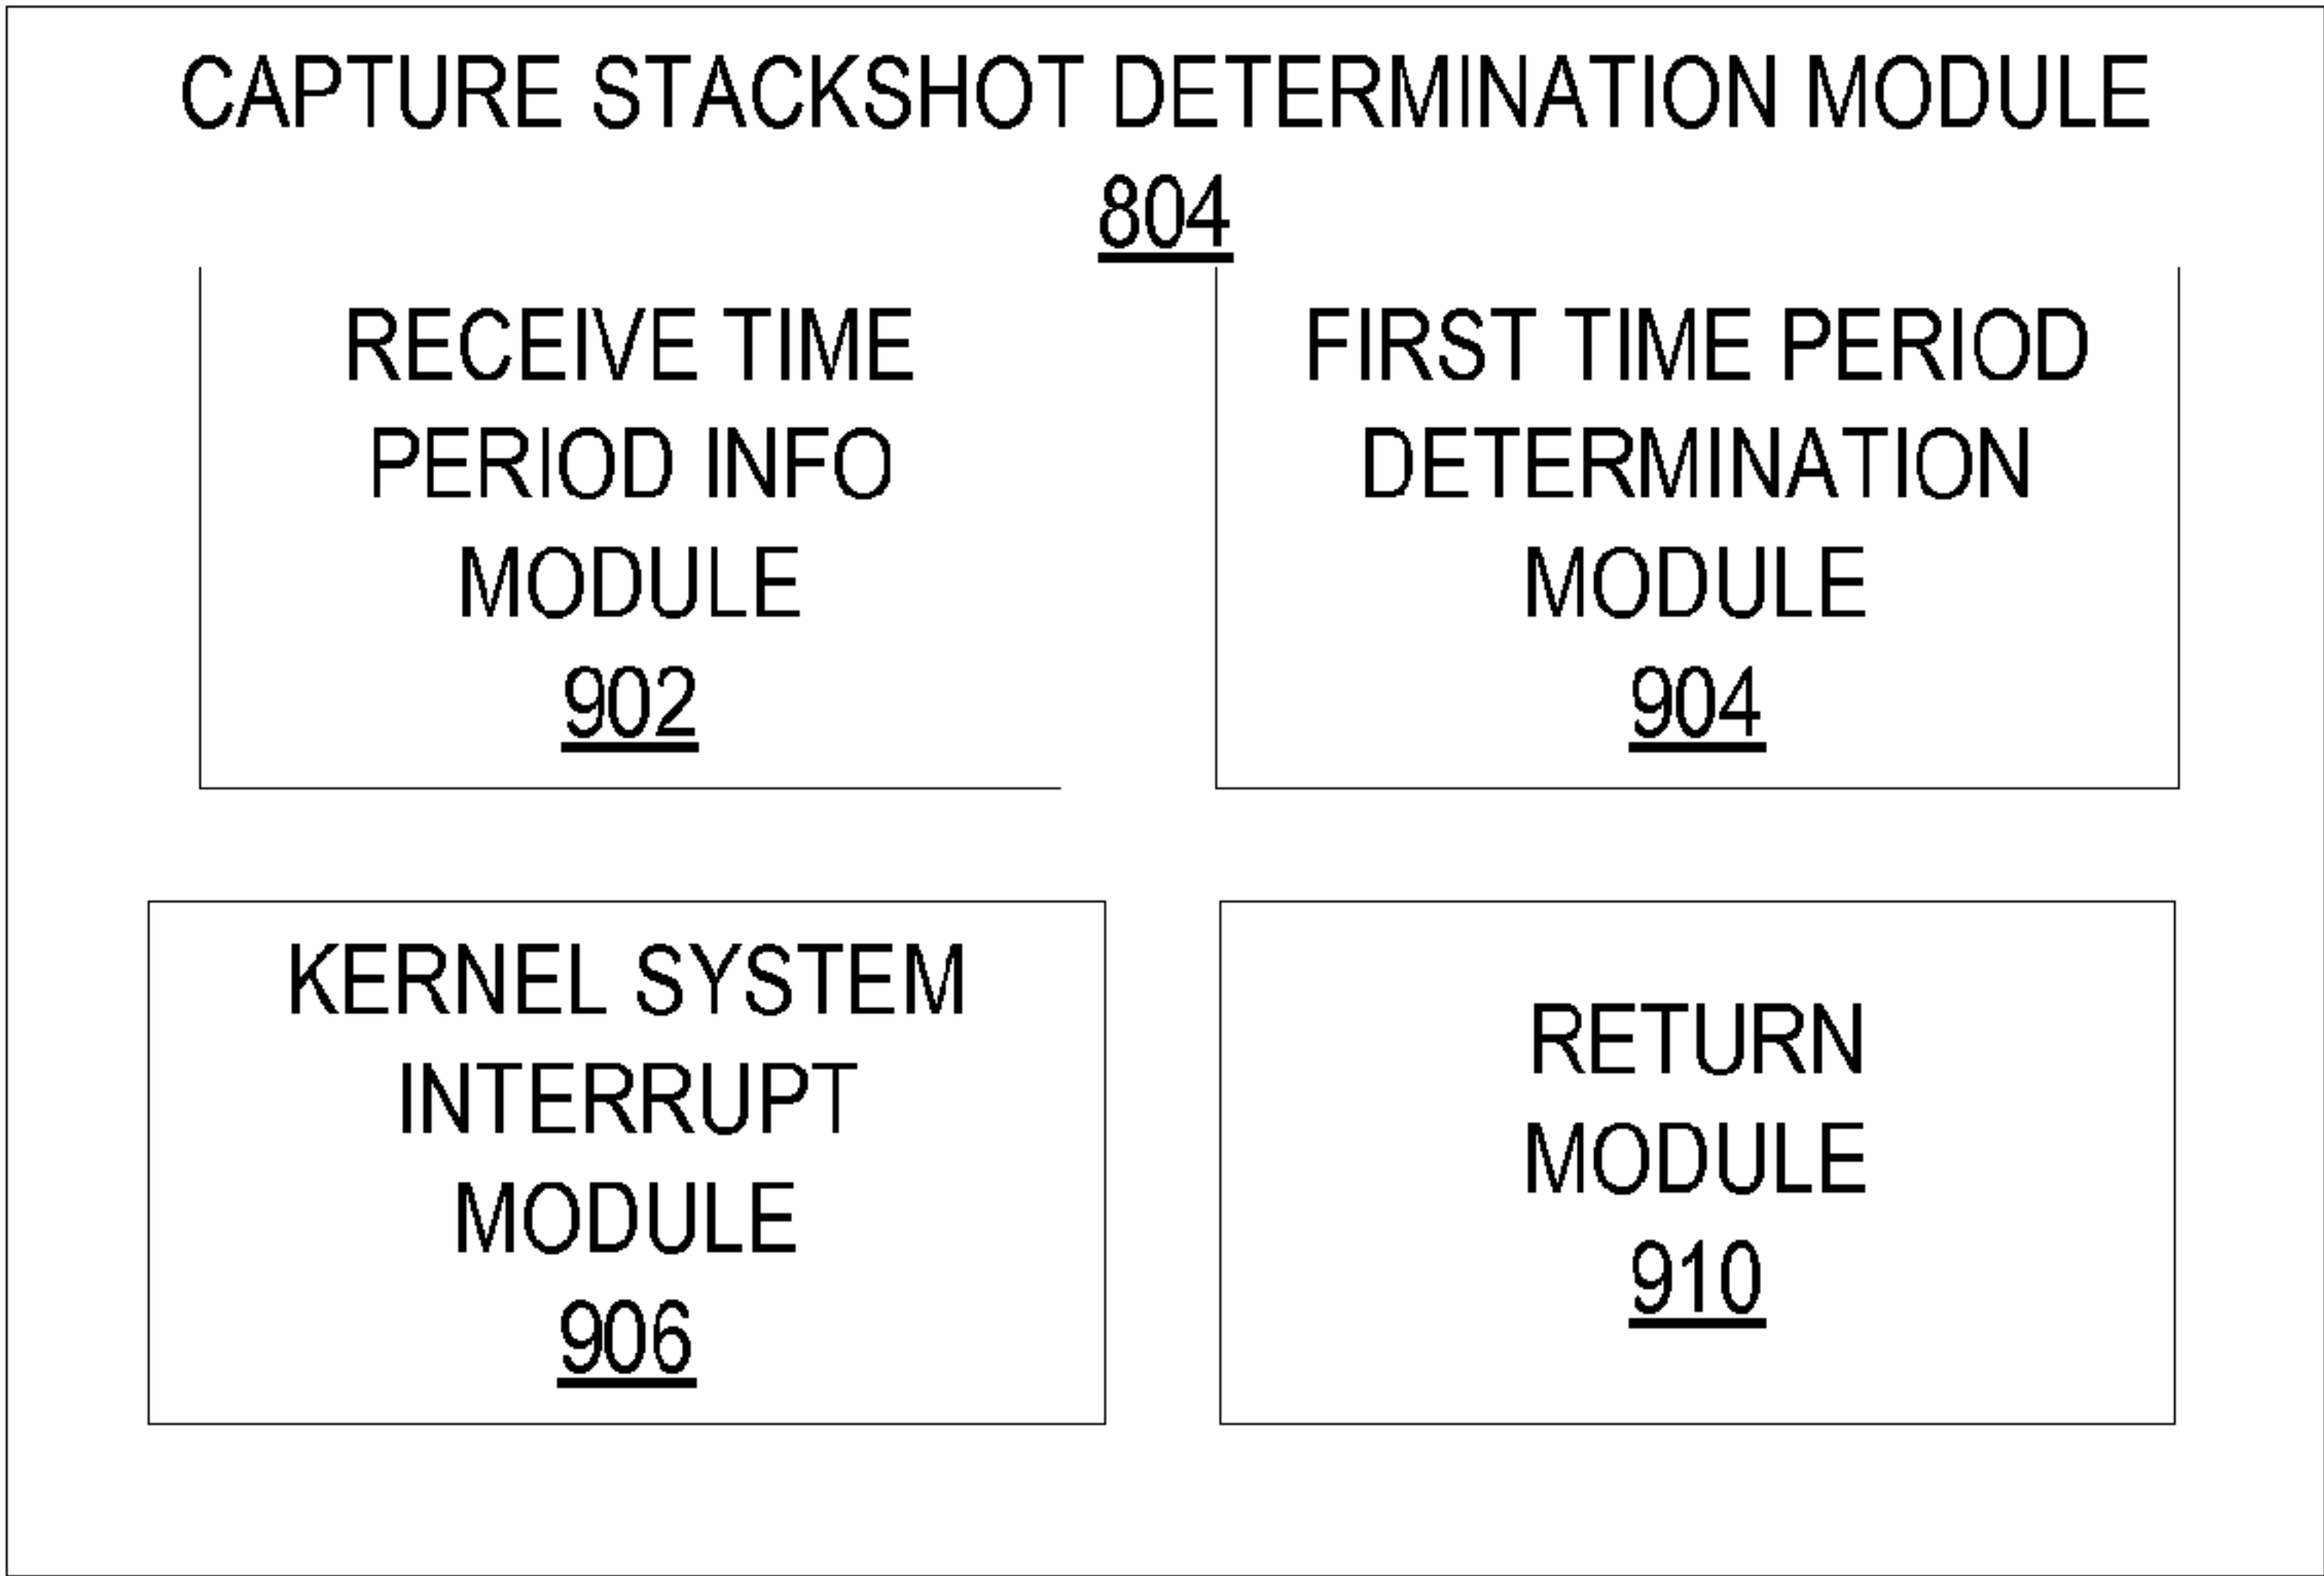 CAPTURE STACKSHOT DETERMINATION MODULE
804
RECEIVE TIME
PERIOD INFO
MODULE
902
FIRST TIME PERIOD
DETERMINATION
MODULE
904
KERNEL SYSTEM
INTERRUPT
MODULE
906
RETURN
MODULE
910